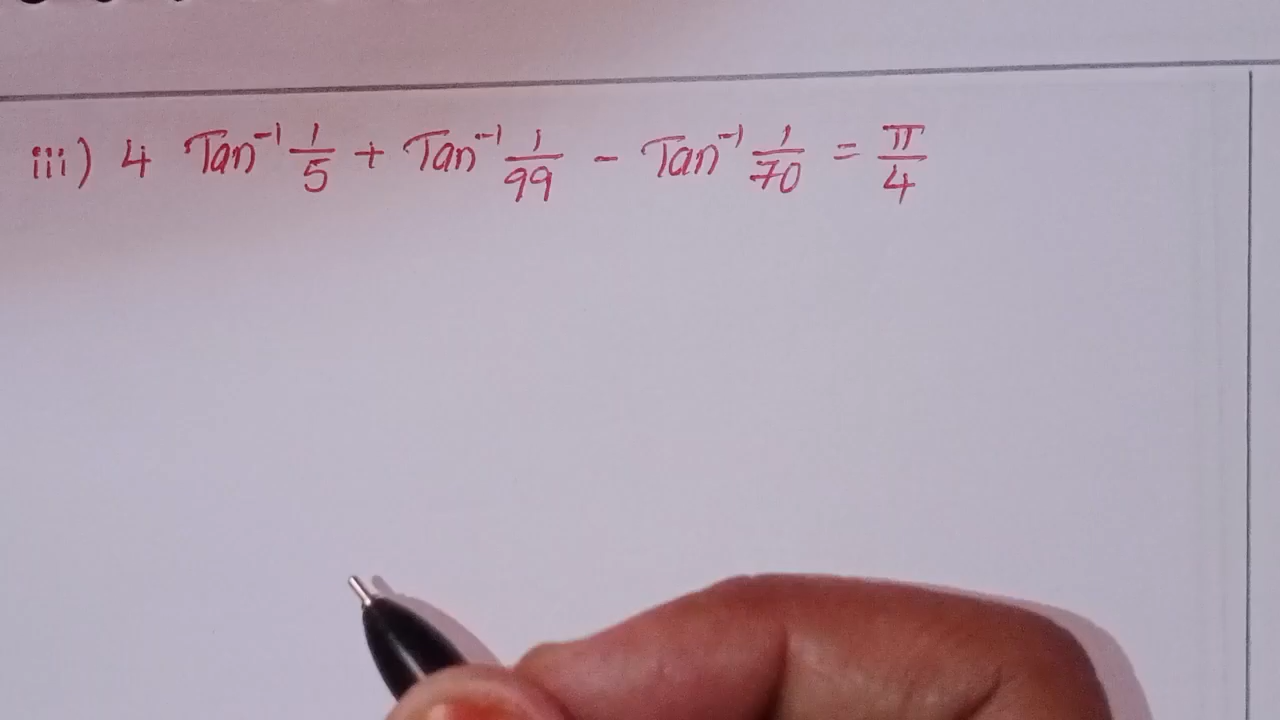 iii) 4 Tan⁻¹ 1/5 + Tan⁻¹ 1/99 - Tan⁻¹ 1/70 = π/4